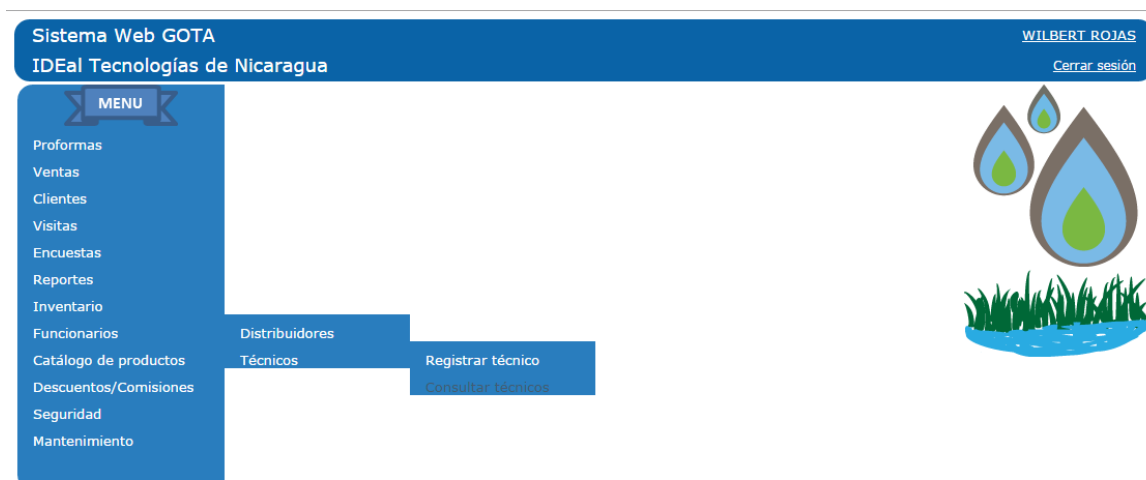 Sistema Web GOTA
WILBERT ROJAS
IDEal Tecnologías de Nicaragua
Cerrar sesión
MENU
Proformas
Ventas
Clientes
Visitas
Encuestas
Reportes
Inventario
Funcionarios
Distribuidores
Catálogo de productos
Técnicos
Registrar técnico
Descuentos/Comisiones
Consultar técnicos
Seguridad
Mantenimiento